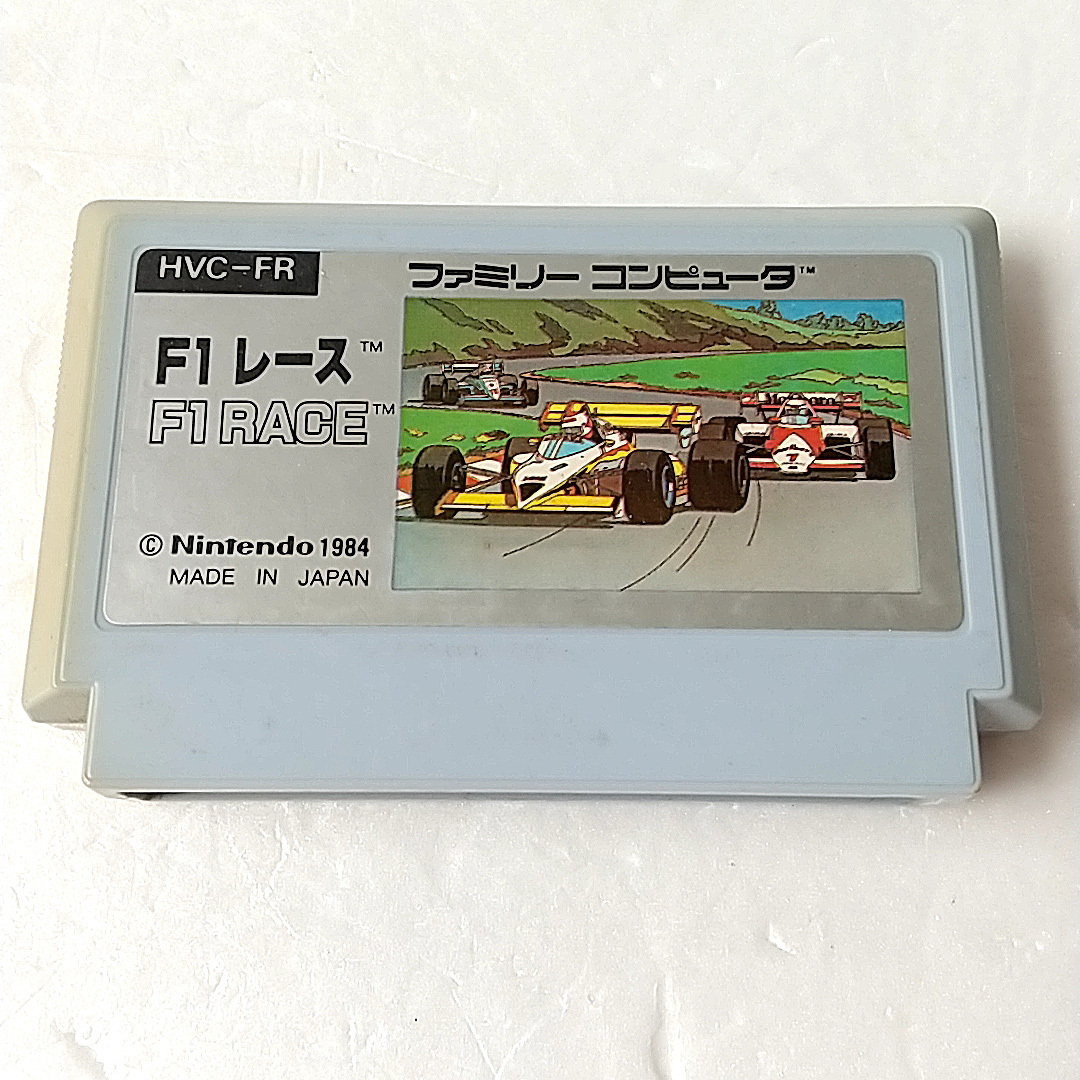 HVC-FR
ファミリー コンピュータ™
F1 レース™
F1 RACE™
© Nintendo 1984
MADE IN JAPAN
7